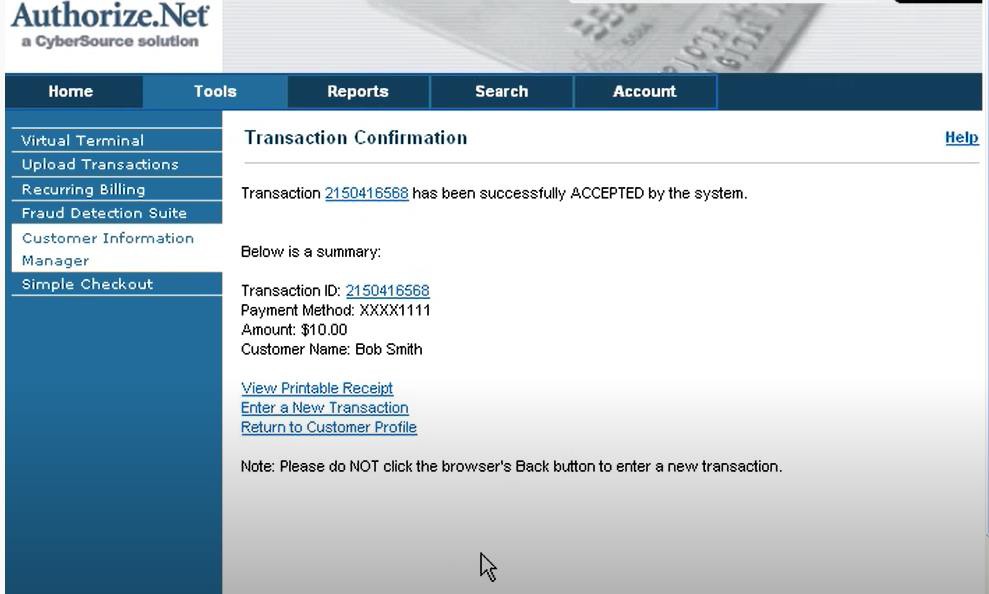 Authorize.Net
a CyberSource solution
Home Tools Reports Search Account
Virtual Terminal
Upload Transactions
Recurring Billing
Fraud Detection Suite
Customer Information
Manager
Simple Checkout
Transaction Confirmation
Help
Transaction 2150416568 has been successfully ACCEPTED by the system.
Below is a summary:
Transaction ID: 2150416568
Payment Method: XXXX1111
Amount: $10.00
Customer Name: Bob Smith
View Printable Receipt
Enter a New Transaction
Return to Customer Profile
Note: Please do NOT click the browser's Back button to enter a new transaction.